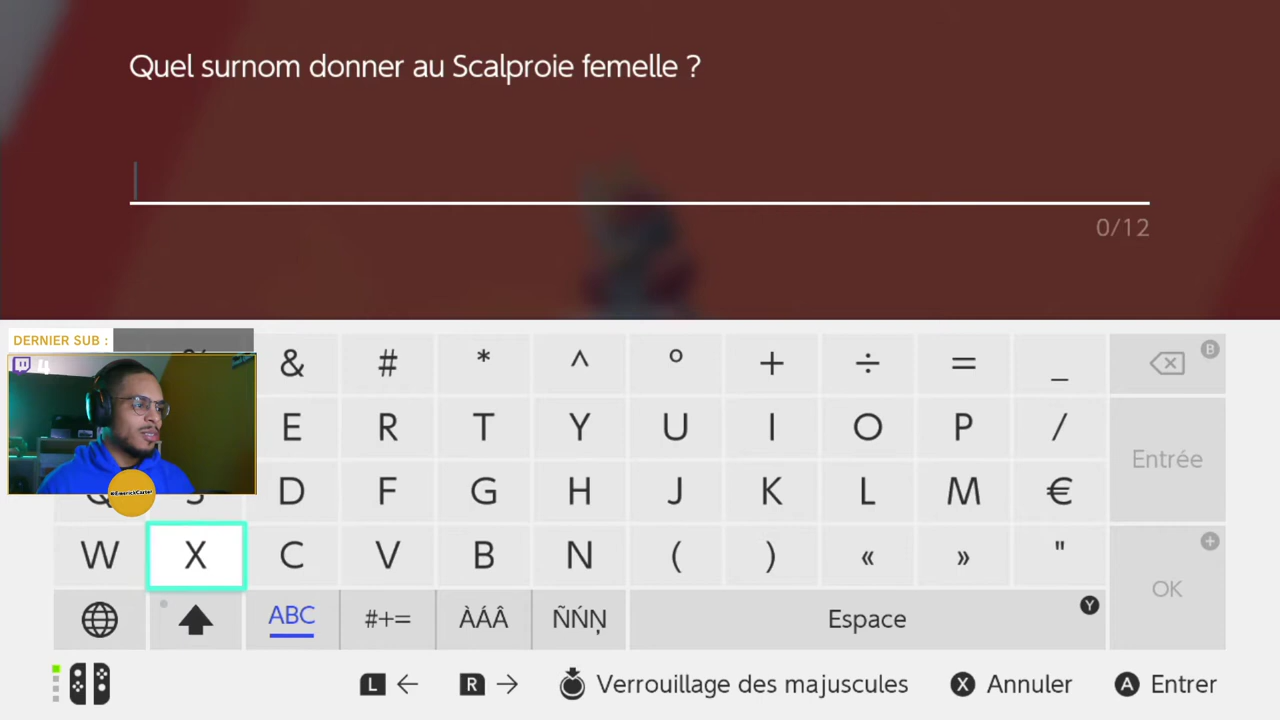 Quel surnom donner au Scalproie femelle ?
0/12
DERNIER SUB :
& # * ^ ° + ÷ = _ B
E R T Y U I O P /
Entrée
D F G H J K L M €
W X C V B N ( ) « » " +
OK
ABC #+= ÀÁÂ ÑŃŅ Espace Y
L ← R → Verrouillage des majuscules X Annuler A Entrer